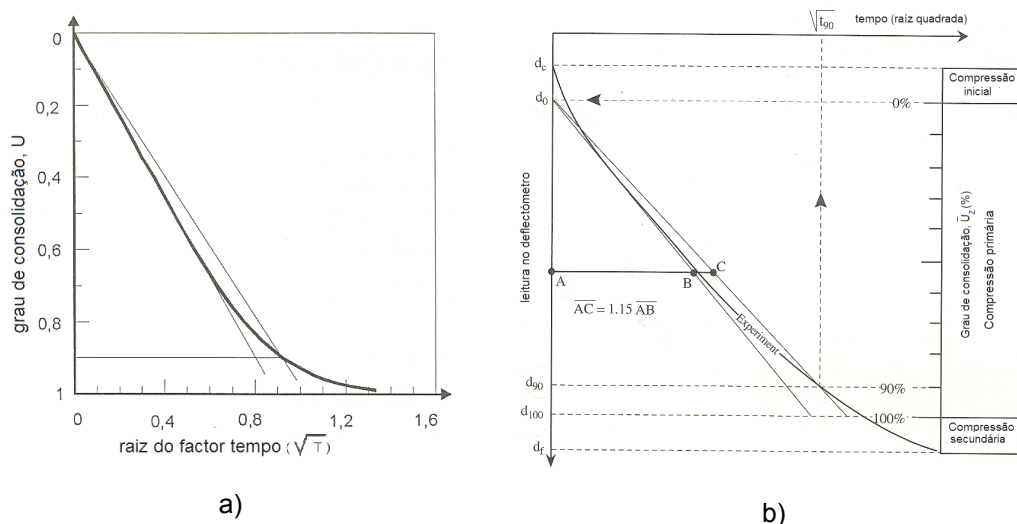 0
0,2
0,4
0,6
0,8
1
grau de consolidação, U
0
0,4
0,8
1,2
1,6
raiz do factor tempo (√T)
a)
√t90
tempo (raíz quadrada)
dc
d0
d90
d100
df
leitura no deflectómetro
A
B
C
AC = 1.15 AB
Experiment
0%
90%
100%
Compressão
inicial
Grau de consolidação, Uz (%)
Compressão primária
Compressão
secundária
b)